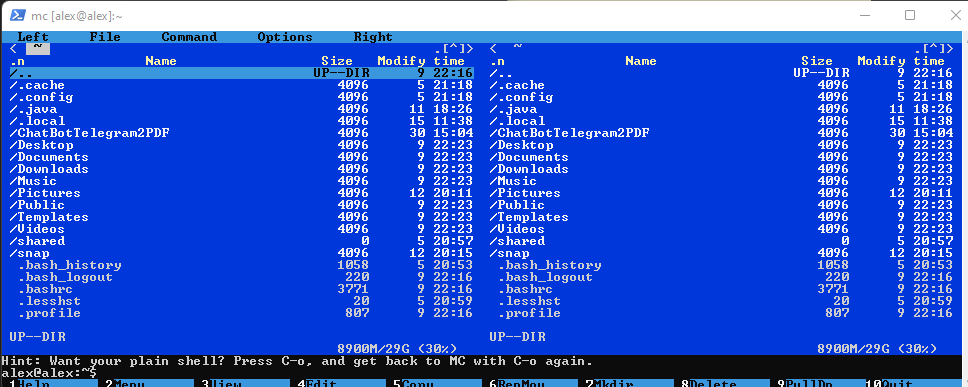 mc [alex@alex]:~
Left File Command Options Right
< ~ .[^]> < ~ .[^]>
.n Name Size Modify time .n Name Size Modify time
/.. UP--DIR 9 22:16 /.. UP--DIR 9 22:16
/.cache 4096 5 21:18 /.cache 4096 5 21:18
/.config 4096 5 21:18 /.config 4096 5 21:18
/.java 4096 11 18:26 /.java 4096 11 18:26
/.local 4096 15 11:38 /.local 4096 15 11:38
/ChatBotTelegram2PDF 4096 30 15:04 /ChatBotTelegram2PDF 4096 30 15:04
/Desktop 4096 9 22:23 /Desktop 4096 9 22:23
/Documents 4096 9 22:23 /Documents 4096 9 22:23
/Downloads 4096 9 22:23 /Downloads 4096 9 22:23
/Music 4096 9 22:23 /Music 4096 9 22:23
/Pictures 4096 12 20:11 /Pictures 4096 12 20:11
/Public 4096 9 22:23 /Public 4096 9 22:23
/Templates 4096 9 22:23 /Templates 4096 9 22:23
/Videos 4096 9 22:23 /Videos 4096 9 22:23
/shared 0 5 20:57 /shared 0 5 20:57
/snap 4096 12 20:15 /snap 4096 12 20:15
.bash_history 1058 5 20:53 .bash_history 1058 5 20:53
.bash_logout 220 9 22:16 .bash_logout 220 9 22:16
.bashrc 3771 9 22:16 .bashrc 3771 9 22:16
.lesshst 20 5 20:59 .lesshst 20 5 20:59
.profile 807 9 22:16 .profile 807 9 22:16
UP--DIR UP--DIR
8900M/29G (30%) 8900M/29G (30%)
Hint: Want your plain shell? Press C-o, and get back to MC with C-o again.
alex@alex:~$
1Help 2Menu 3View 4Edit 5Copy 6RenMov 7Mkdir 8Delete 9PullDn 10Quit